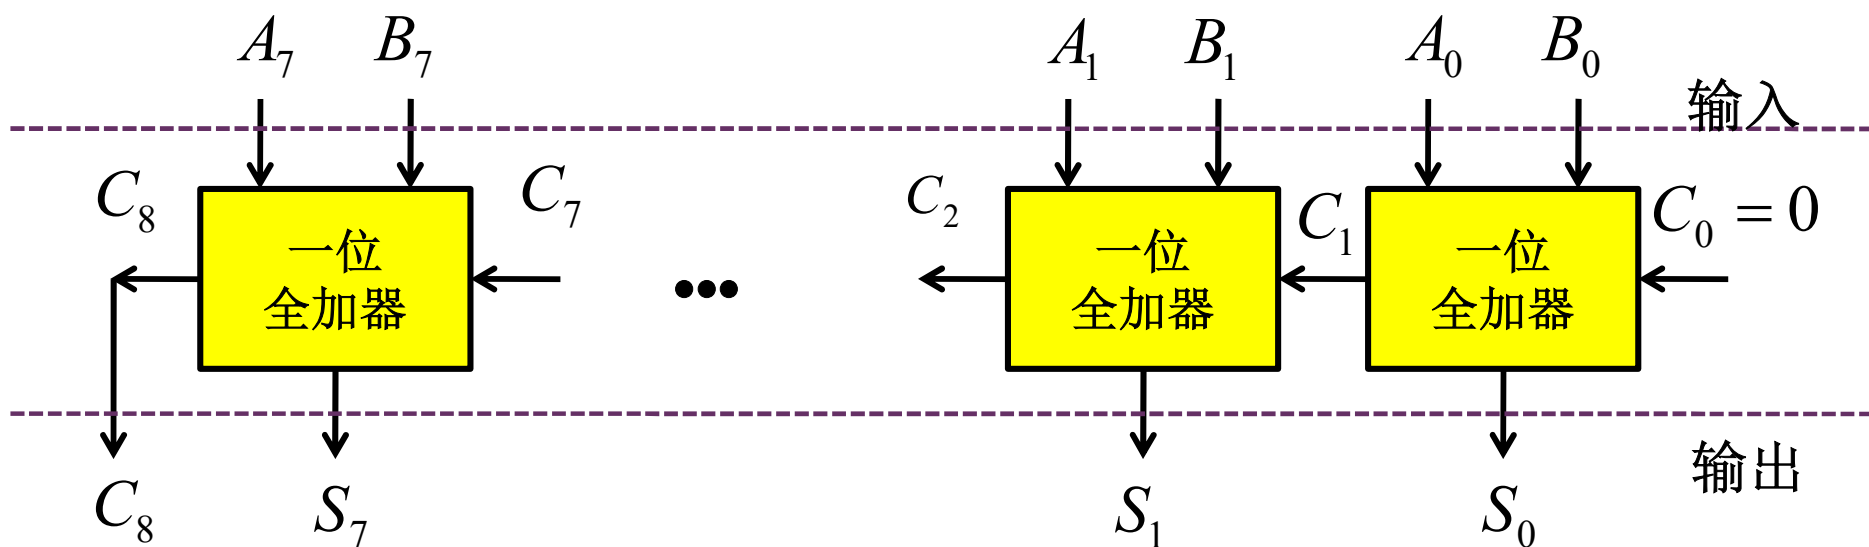 A₇ B₇ A₁ B₁ A₀ B₀
输入
C₈ C₇ C₂ C₁ C₀ = 0
一位 一位 一位
全加器 ••• 全加器 全加器
输出
C₈ S₇ S₁ S₀